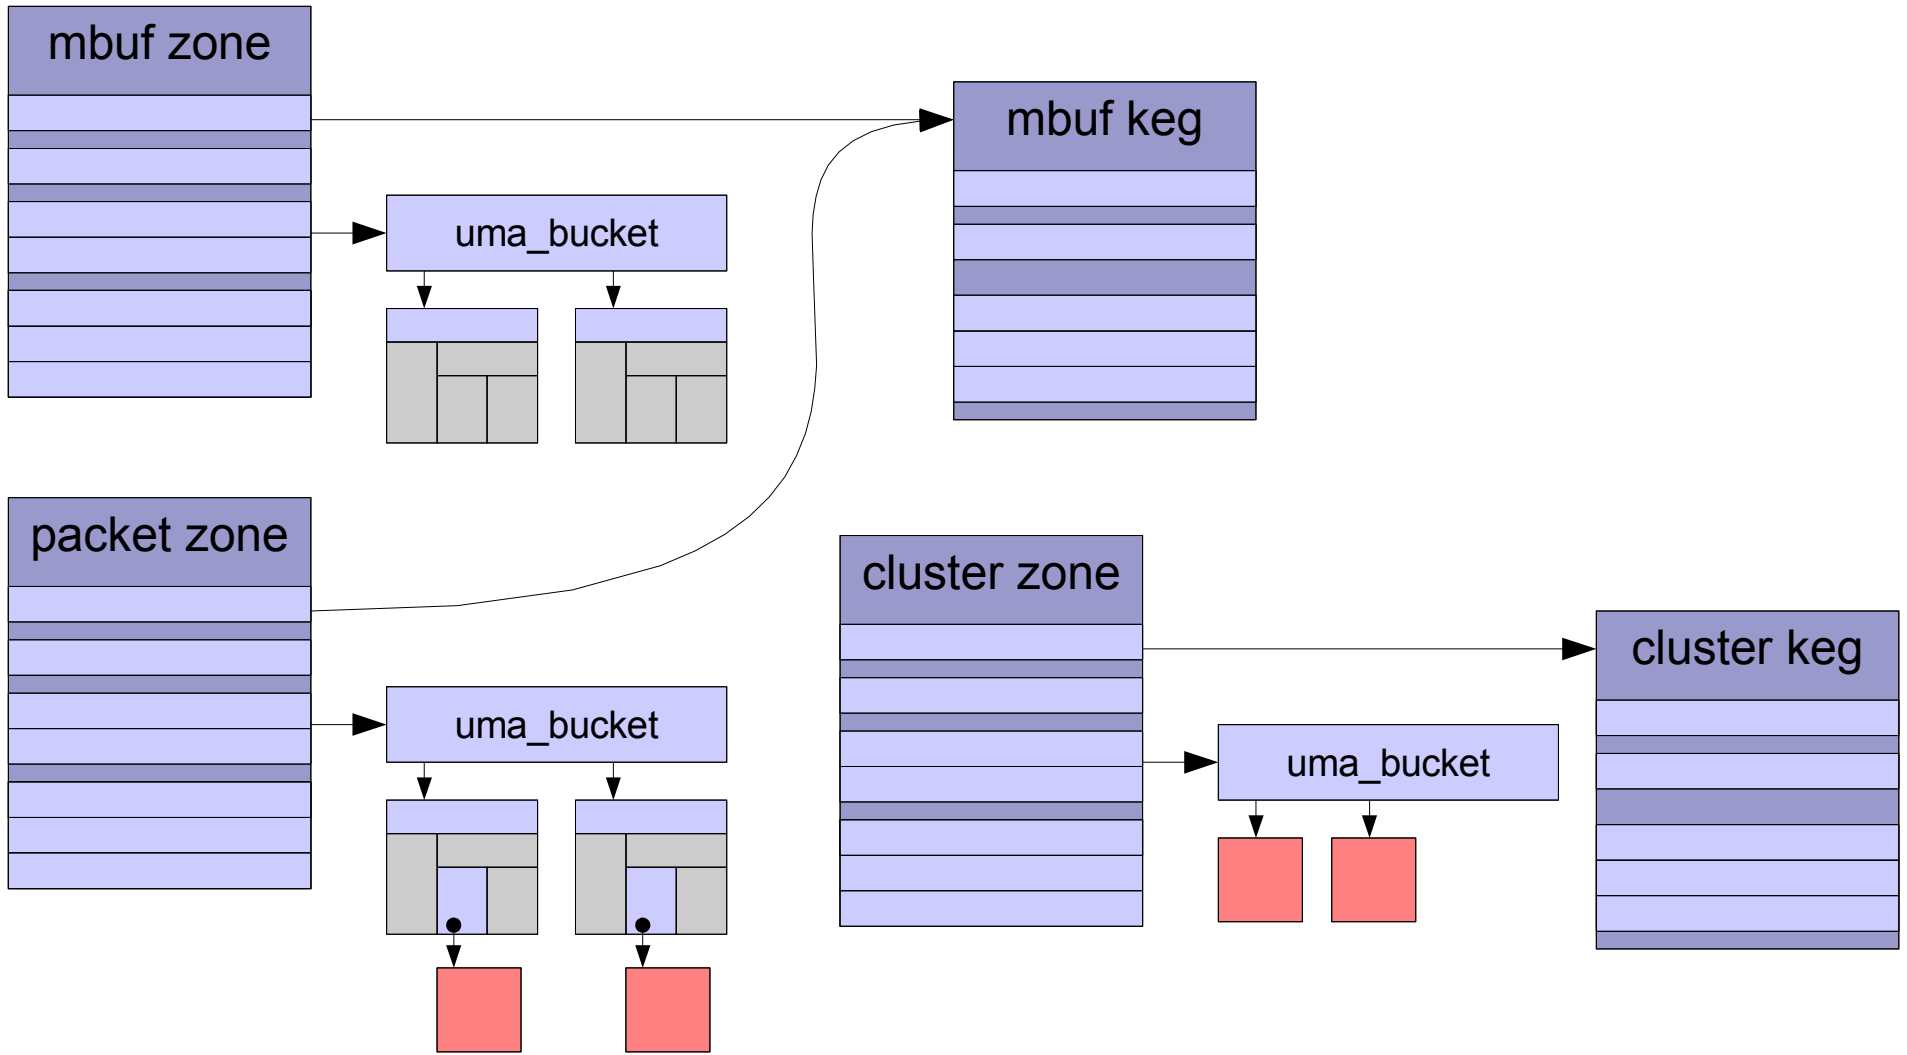 mbuf zone
mbuf keg
uma_bucket
packet zone
cluster zone
cluster keg
uma_bucket
uma_bucket